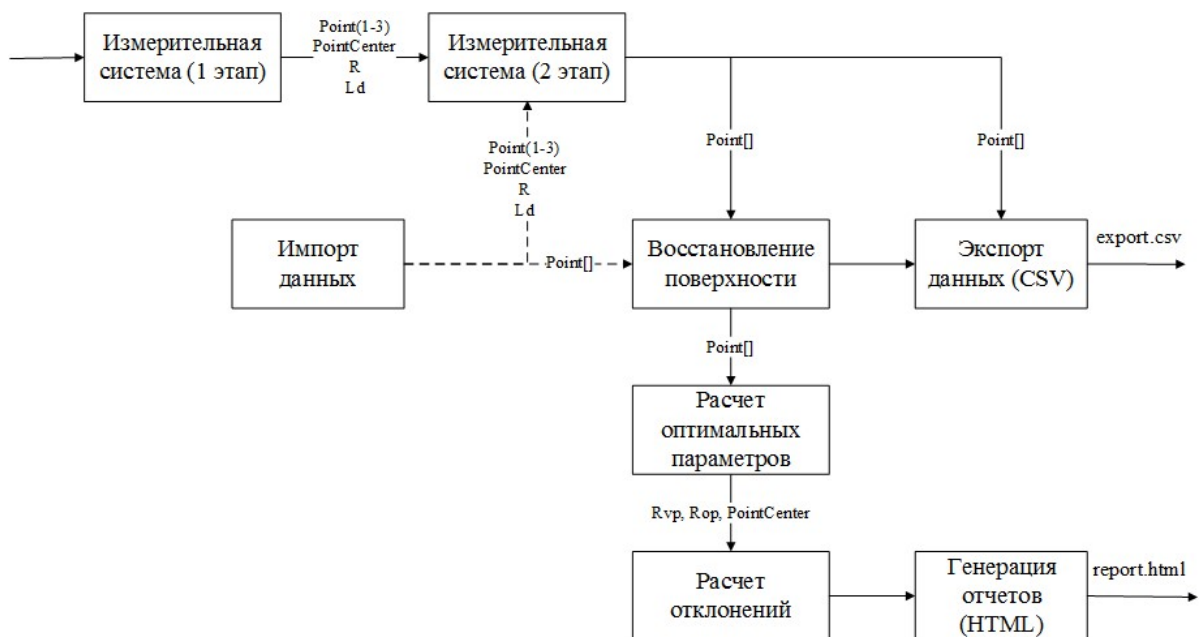 Измерительная
система (1 этап)
Point(1-3)
PointCenter
R
Ld
Измерительная
система (2 этап)
Point(1-3)
PointCenter
R
Ld
Point[]
Point[]
Импорт
данных
Point[]
Восстановление
поверхности
Экспорт
данных (CSV)
export.csv
Point[]
Расчет
оптимальных
параметров
Rvp, Rop, PointCenter
Расчет
отклонений
Генерация
отчетов
(HTML)
report.html